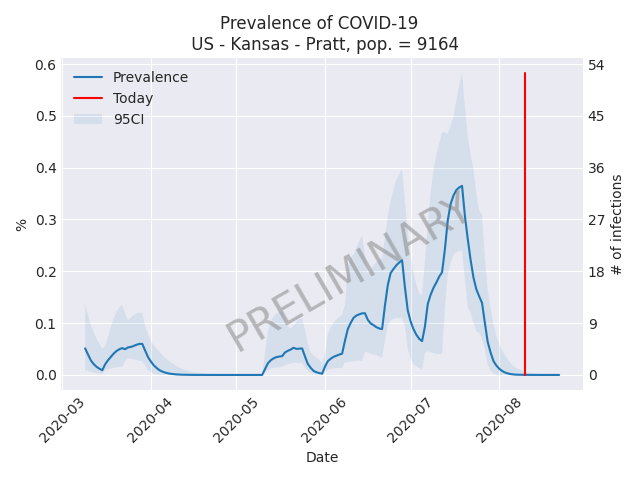 Prevalence of COVID-19
US - Kansas - Pratt, pop. = 9164
Prevalence
Today
95CI
PRELIMINARY
%
0.6
0.5
0.4
0.3
0.2
0.1
0.0
54
45
36
27
18
9
0
# of infections
2020-03
2020-04
2020-05
2020-06
2020-07
2020-08
Date